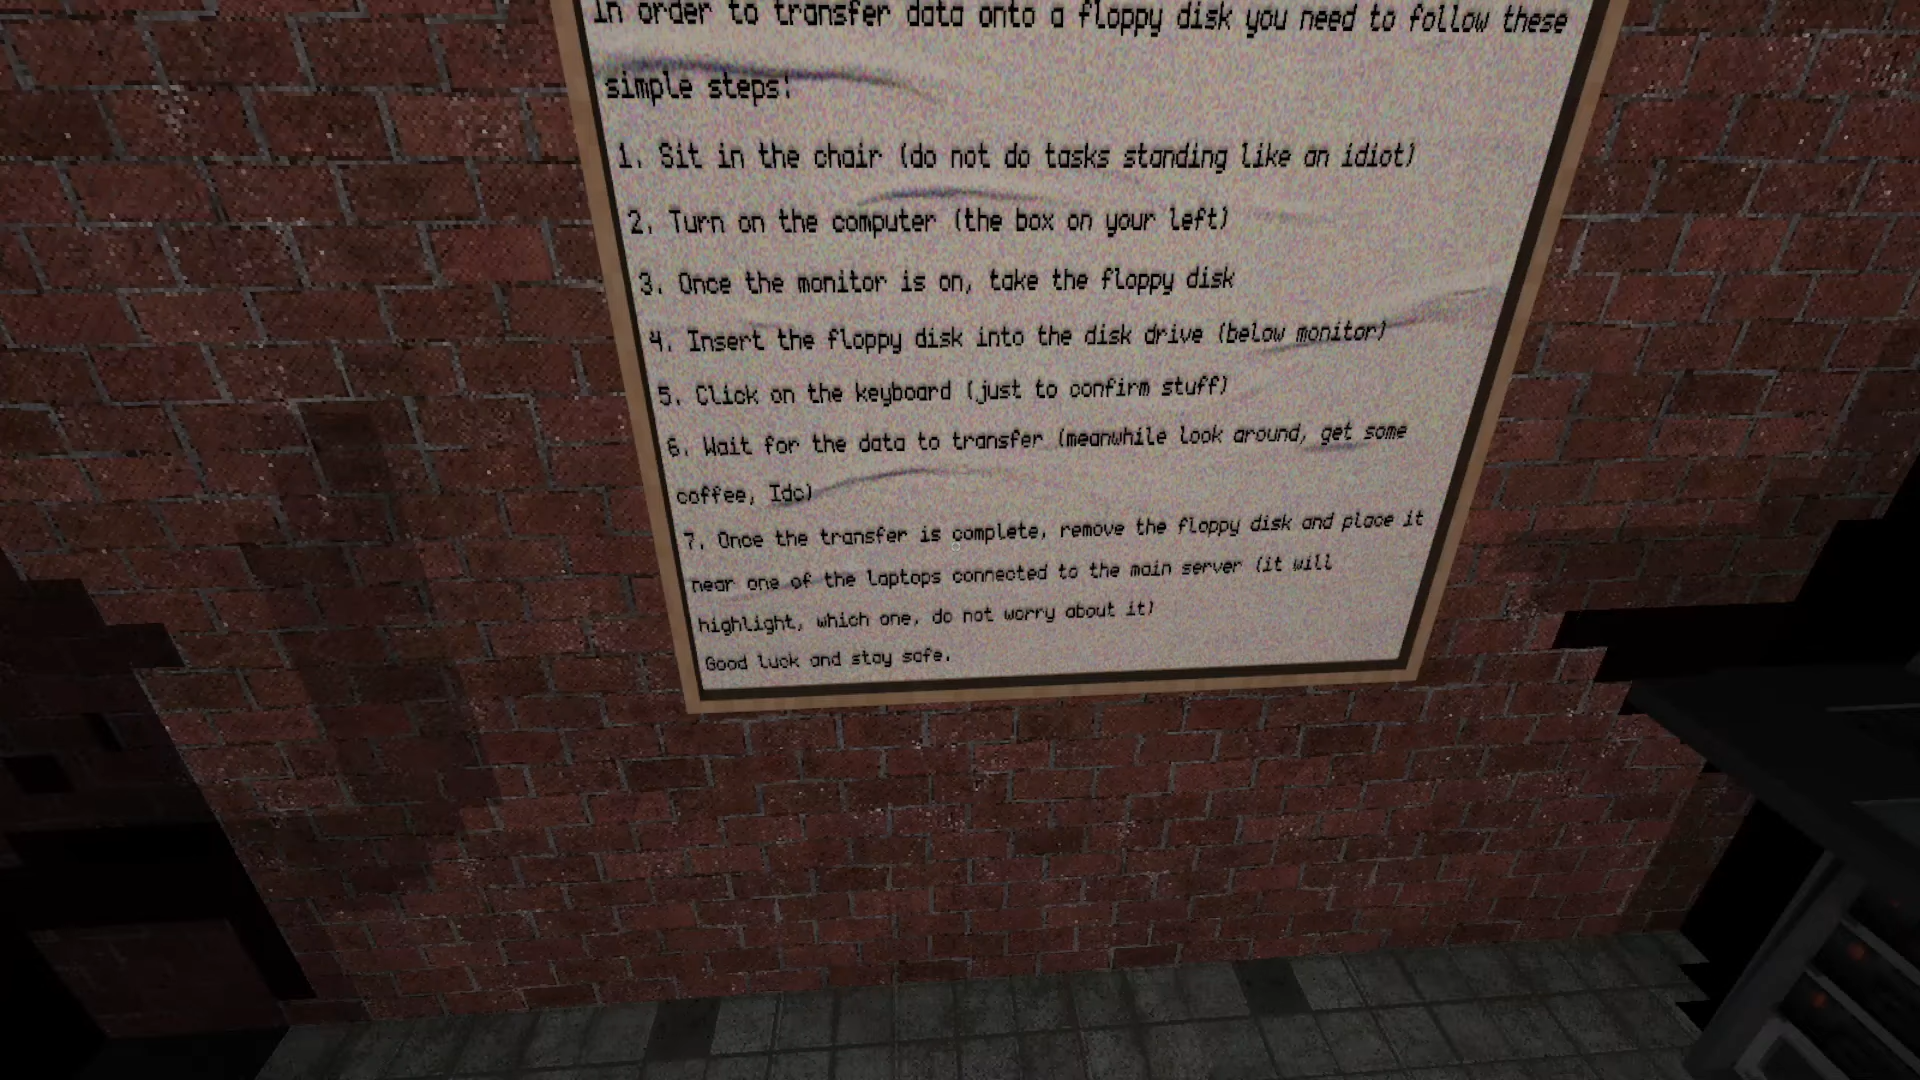 In order to transfer data onto a floppy disk you need to follow these
simple steps:
1. Sit in the chair (do not do tasks standing like an idiot)
2. Turn on the computer (the box on your left)
3. Once the monitor is on, take the floppy disk
4. Insert the floppy disk into the disk drive (below monitor)
5. Click on the keyboard (just to confirm stuff)
6. Wait for the data to transfer (meanwhile look around, get some
coffee, Idc)
7. Once the transfer is complete, remove the floppy disk and place it
near one of the laptops connected to the main server (it will
highlight, which one, do not worry about it)
Good luck and stay safe.